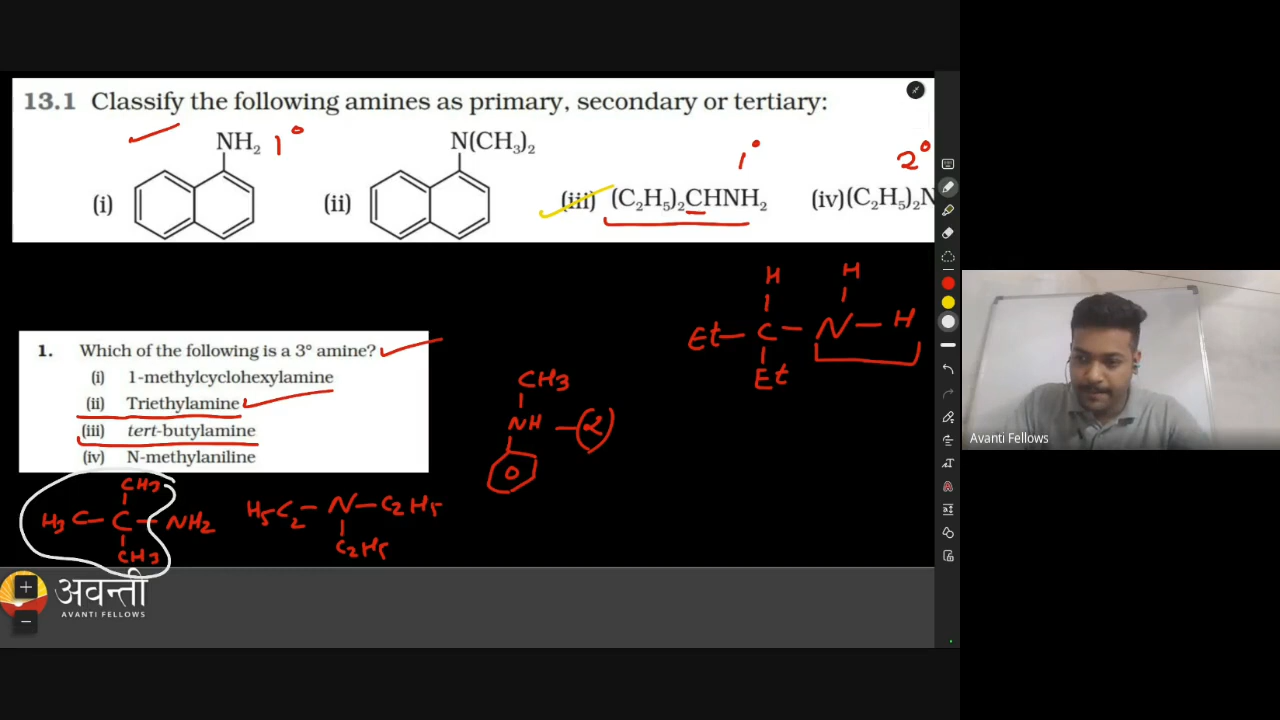 13.1 Classify the following amines as primary, secondary or tertiary:
NH₂ 1°
N(CH₃)₂
1°
2°
(i)
(ii)
(iii) (C₂H₅)₂CHNH₂
(iv)(C₂H₅)₂N
H H
Et–C–N–H
Et
1. Which of the following is a 3° amine?
(i) 1-methylcyclohexylamine
(ii) Triethylamine
(iii) tert-butylamine
(iv) N-methylaniline
CH3
NH –(2)
CH3
H3C–C–NH2
CH3
H5C2–N–C2H5
C2H5
Avanti Fellows
अवन्ती
AVANTI FELLOWS